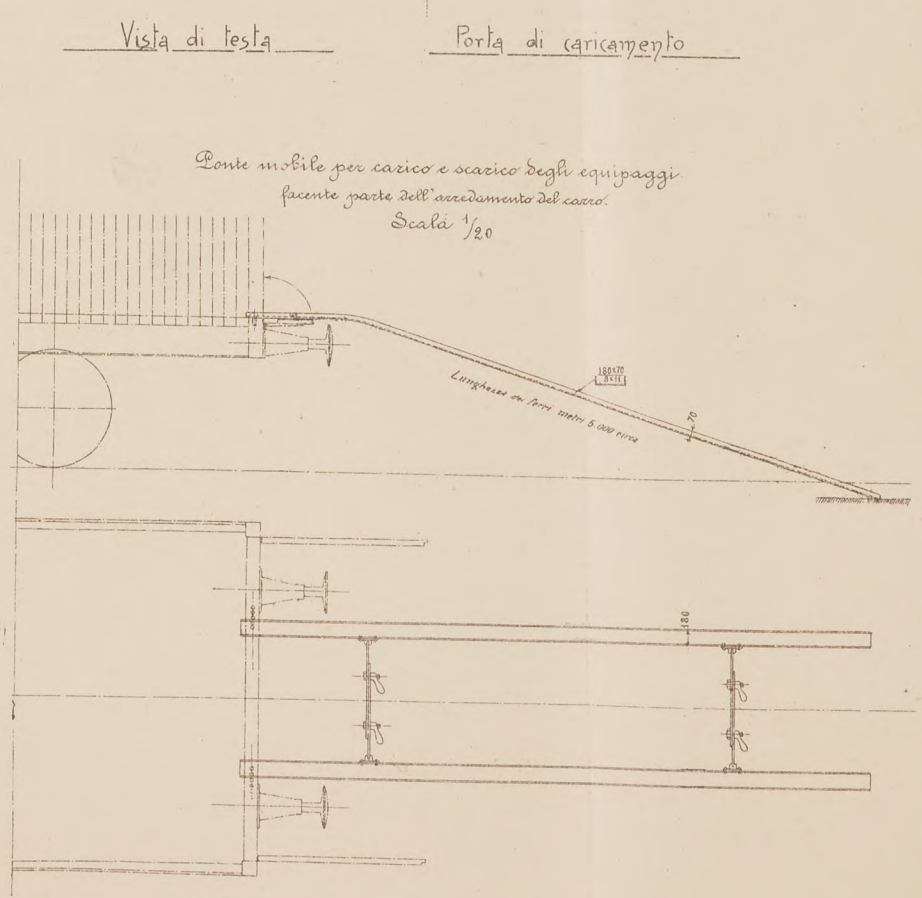 Vista di testa
Porta di caricamento
Ponte mobile per carico e scarico degli equipaggi.
facente parte dell'arredamento del carro.
Scala 1/20
180x70
8x11
Lunghezza dei ferri metri 5.000 circa
70
180